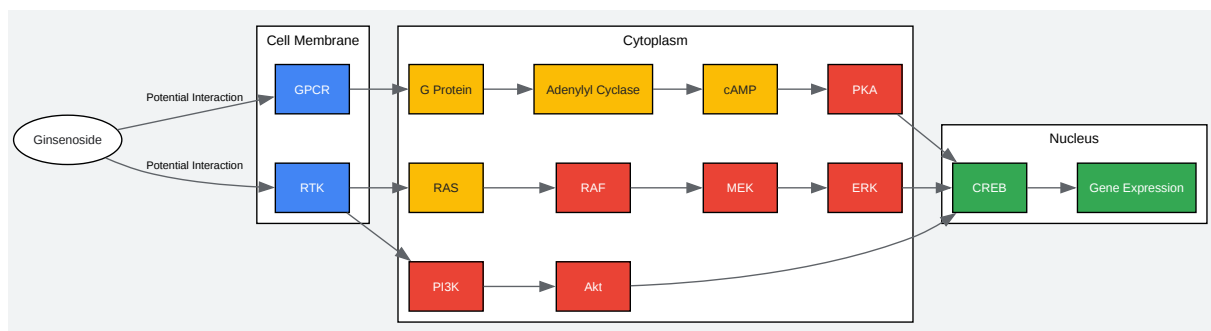 Cell Membrane
Cytoplasm
GPCR
G Protein
Adenylyl Cyclase
cAMP
PKA
Potential Interaction
Ginsenoside
Nucleus
Potential Interaction
RTK
RAS
RAF
MEK
ERK
CREB
Gene Expression
PI3K
Akt